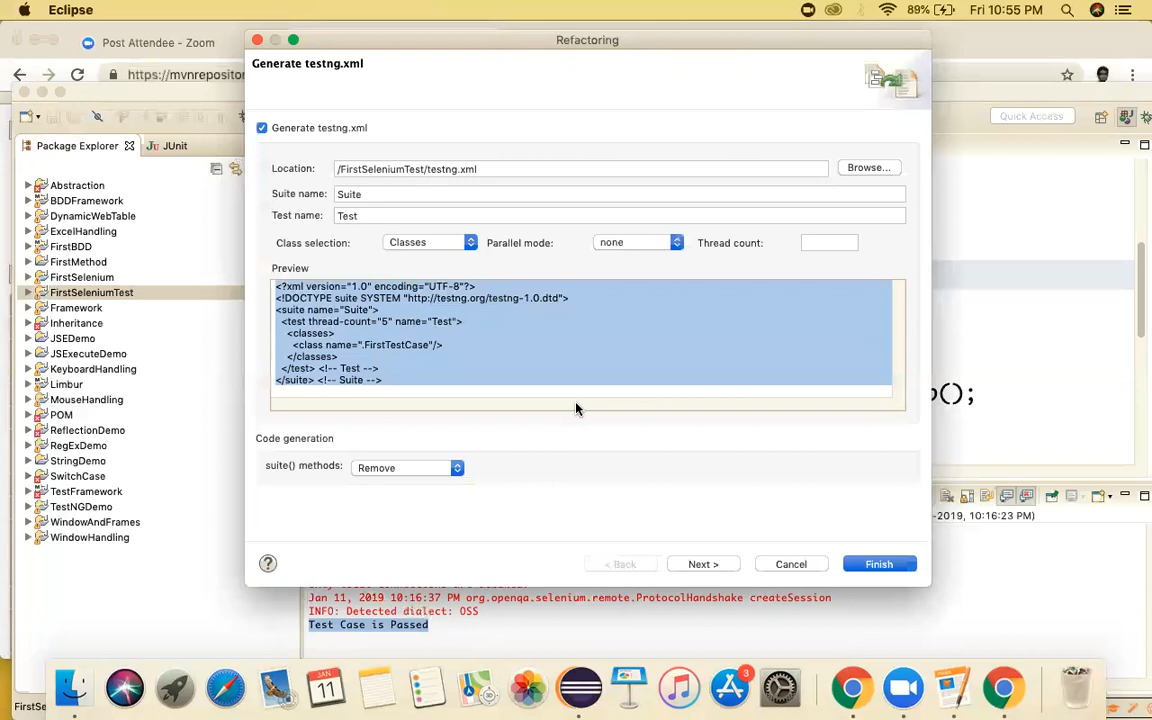 Eclipse
89%
Fri 10:55 PM
Post Attendee - Zoom
https://mvnreposito
Refactoring
Generate testng.xml
Generate testng.xml
Location:
/FirstSeleniumTest/testng.xml
Browse...
Suite name:
Suite
Test name:
Test
Class selection:
Classes
Parallel mode:
none
Thread count:
Preview
<?xml version="1.0" encoding="UTF-8"?>
<!DOCTYPE suite SYSTEM "http://testng.org/testng-1.0.dtd">
<suite name="Suite">
<test thread-count="5" name="Test">
<classes>
<class name=".FirstTestCase"/>
</classes>
</test> <!-- Test -->
</suite> <!-- Suite -->
Code generation
suite() methods:
Remove
?
< Back
Next >
Cancel
Finish
Package Explorer
JUnit
Abstraction
BDDFramework
DynamicWebTable
ExcelHandling
FirstBDD
FirstMethod
FirstSelenium
FirstSeleniumTest
Framework
Inheritance
JSEDemo
JSExecuteDemo
KeyboardHandling
Limbur
MouseHandling
POM
ReflectionDemo
RegExDemo
StringDemo
SwitchCase
TestFramework
TestNGDemo
WindowAndFrames
WindowHandling
Quick Access
();
-2019, 10:16:23 PM)
Jan 11, 2019 10:16:37 PM org.openqa.selenium.remote.ProtocolHandshake createSession
INFO: Detected dialect: OSS
Test Case is Passed
JAN
11
3
FirstSe